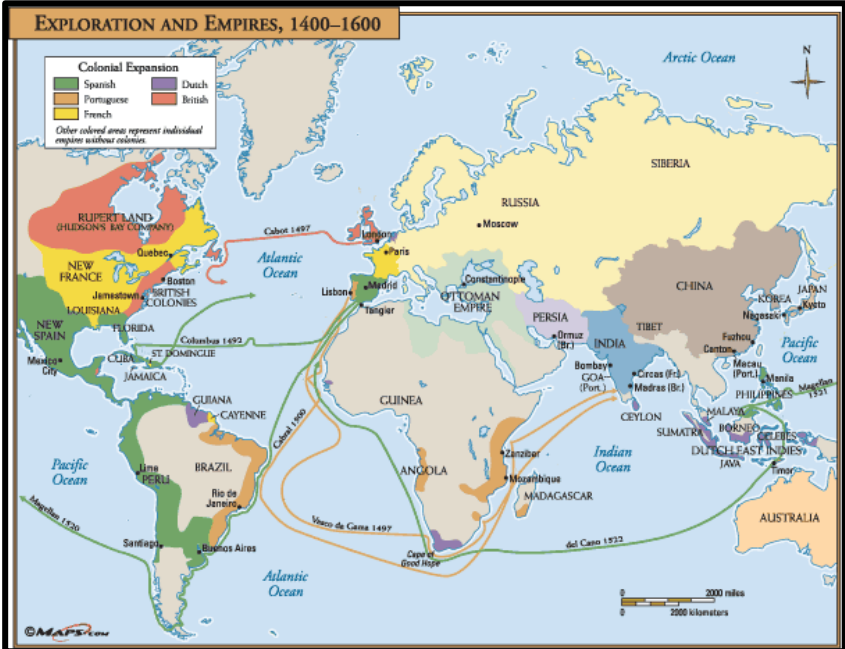 EXPLORATION AND EMPIRES, 1400–1600
Colonial Expansion
Spanish
Dutch
Portuguese
British
French
Other colored areas represent individual
empires without colonies.
N
Arctic Ocean
SIBERIA
RUSSIA
Moscow
RUPERT LAND
(HUDSON'S BAY COMPANY)
Cabot 1497
London
Paris
Quebec
NEW
FRANCE
Atlantic
Ocean
Boston
Jamestown
BRITISH
COLONIES
LOUISIANA
Lisbon
Madrid
Constantinople
OTTOMAN
EMPIRE
Tangier
CHINA
KOREA
JAPAN
Kyoto
Nagasaki
PERSIA
TIBET
Ormuz
(Br.)
INDIA
Fuzhou
Canton
Pacific
Ocean
NEW
SPAIN
FLORIDA
Columbus 1492
Mexico
City
CUBA
ST. DOMINGUE
JAMAICA
Bombay
GOA
(Port.)
Circas (Fr.)
Madras (Br.)
Macau
(Port.)
Manila
PHILIPPINES
Magellan
1521
GUIANA
CAYENNE
GUINEA
CEYLON
MALAYA
SUMATRA
BORNEO
CELEBES
DUTCH EAST INDIES
JAVA
Timor
Cabral 1500
Pacific
Ocean
Lima
PERU
BRAZIL
Rio de
Janeiro
ANGOLA
Zanzibar
Mozambique
MADAGASCAR
Indian
Ocean
Magellan 1520
Vasco de Gama 1497
del Cano 1522
AUSTRALIA
Santiago
Buenos Aires
Cape of
Good Hope
Atlantic
Ocean
0
2000 miles
0
2000 kilometers
©MAPS.com